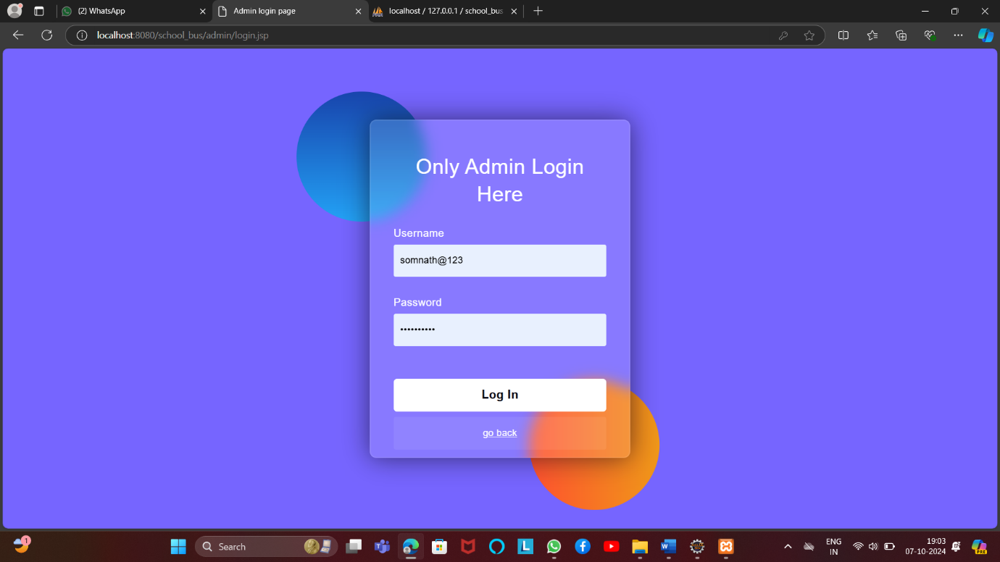 (2) WhatsApp
Admin login page
localhost / 127.0.0.1 / school_bus
localhost:8080/school_bus/admin/login.jsp
Only Admin Login
Here
Username
somnath@123
Password
••••••••••
Log In
go back
1
Search
ENG
IN
19:03
07-10-2024
PRE